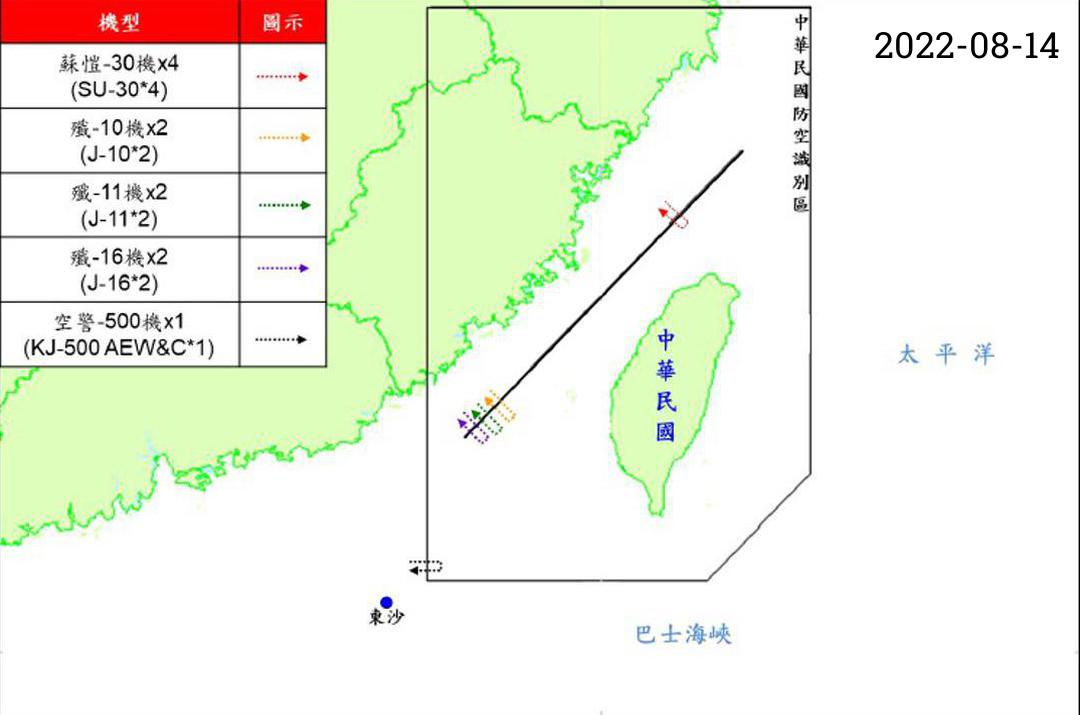 機型 圖示
蘇愷-30機x4
(SU-30*4)
殲-10機x2
(J-10*2)
殲-11機x2
(J-11*2)
殲-16機x2
(J-16*2)
空警-500機x1
(KJ-500 AEW&C*1)
2022-08-14
中華民國防空識別區
中華民國
太平洋
東沙
巴士海峽